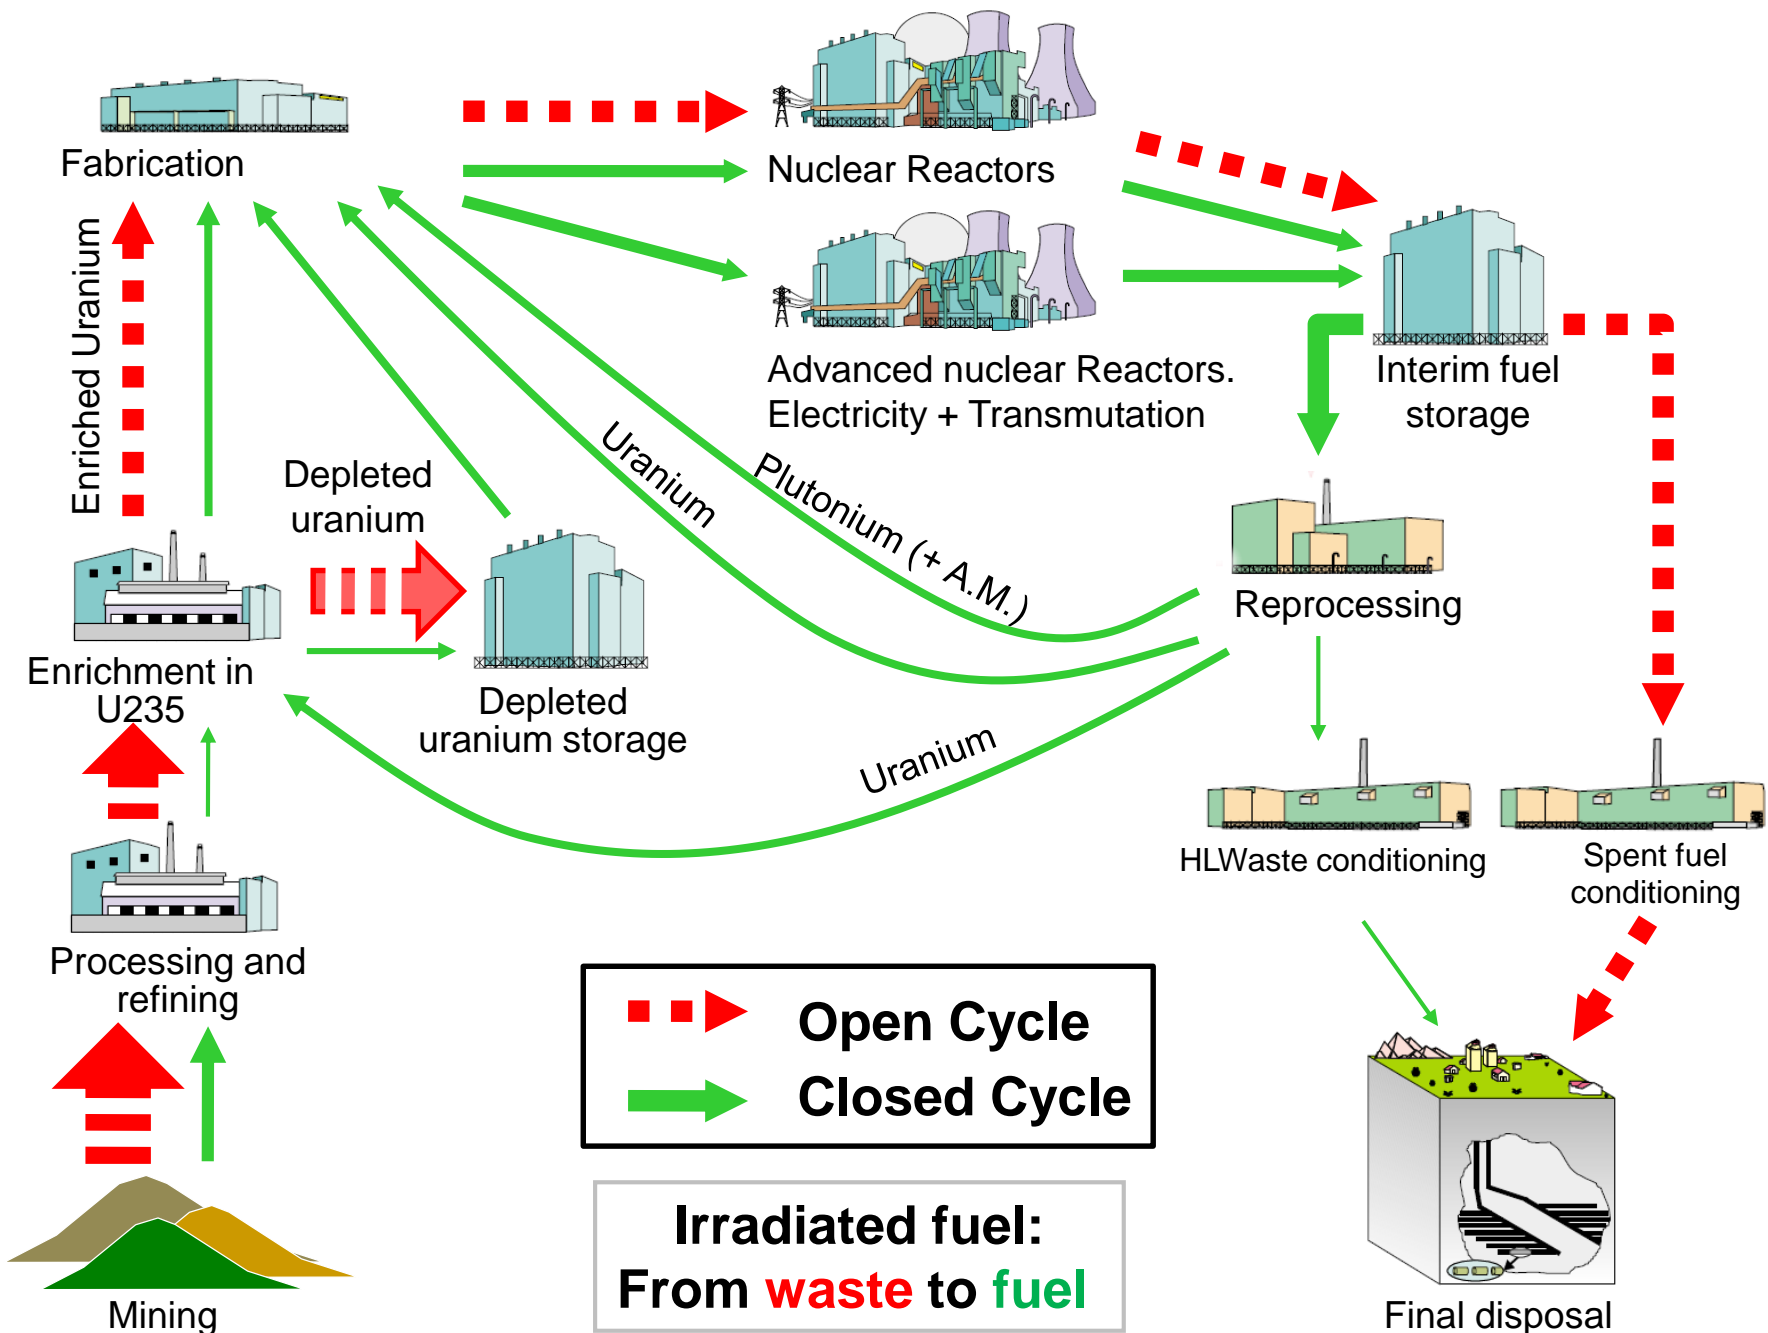 Fabrication
Nuclear Reactors
Enriched Uranium
Advanced nuclear Reactors.
Electricity + Transmutation
Interim fuel
storage
Uranium
Plutonium (+ A.M.)
Depleted
uranium
Reprocessing
Enrichment in
U235
Depleted
uranium storage
Uranium
HLWaste conditioning
Spent fuel
conditioning
Processing and
refining
Open Cycle
Closed Cycle
Irradiated fuel:
From waste to fuel
Mining
Final disposal